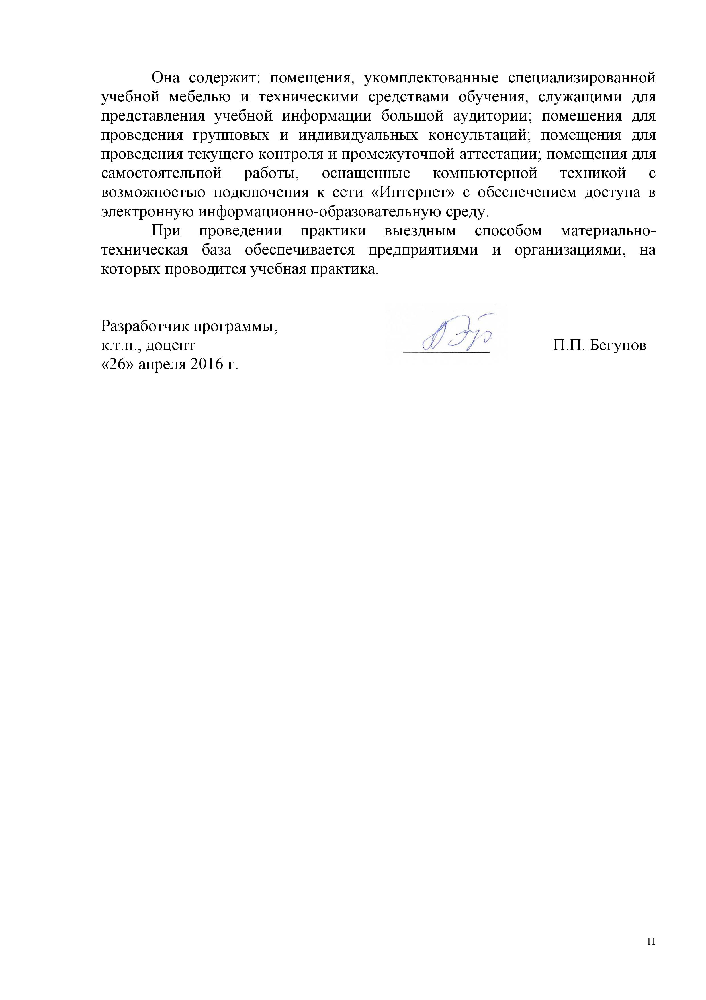 Она содержит: помещения, укомплектованные специализированной
учебной мебелью и техническими средствами обучения, служащими для
представления учебной информации большой аудитории; помещения для
проведения групповых и индивидуальных консультаций; помещения для
проведения текущего контроля и промежуточной аттестации; помещения для
самостоятельной работы, оснащенные компьютерной техникой с
возможностью подключения к сети «Интернет» с обеспечением доступа в
электронную информационно-образовательную среду.
При проведении практики выездным способом материально-
техническая база обеспечивается предприятиями и организациями, на
которых проводится учебная практика.
Разработчик программы,
к.т.н., доцент П.П. Бегунов
«26» апреля 2016 г.
11